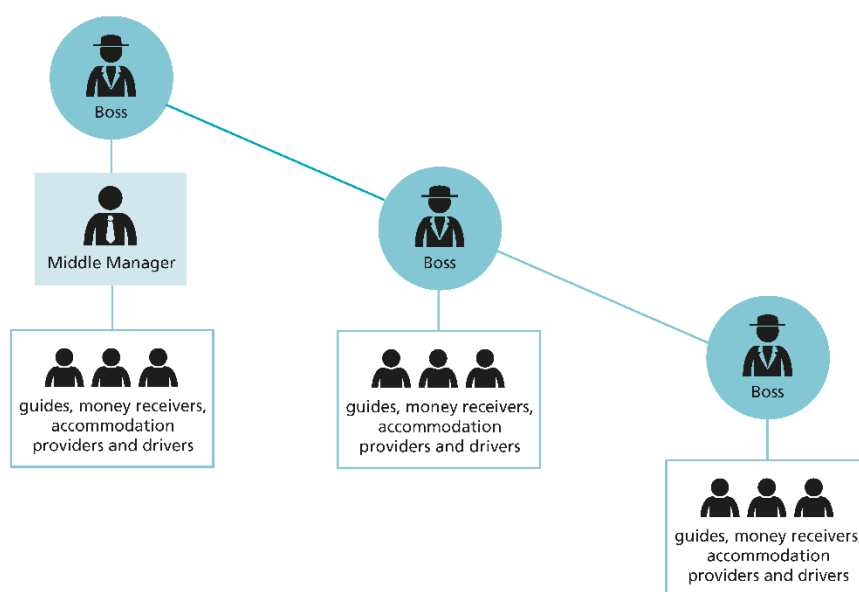 Boss
Middle Manager
guides, money receivers,
accommodation
providers and drivers
Boss
guides, money receivers,
accommodation
providers and drivers
Boss
guides, money receivers,
accommodation
providers and drivers